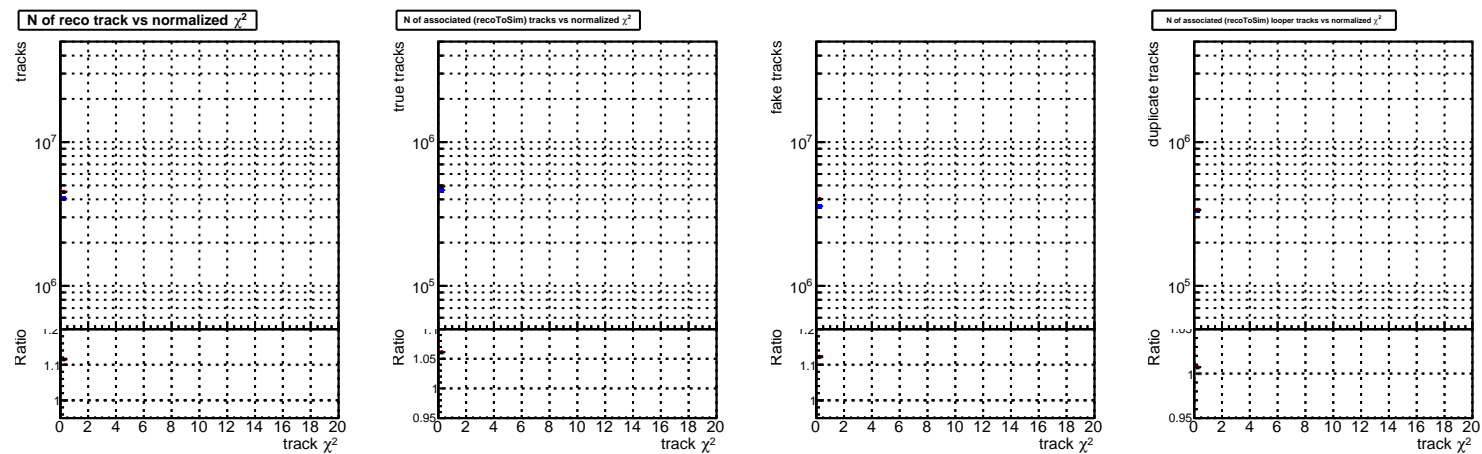 N of reco track vs normalized χ²
tracks
10⁷
10⁶
Ratio
1.2
1.1
1
0 2 4 6 8 10 12 14 16 18 20
track χ²
N of associated (recoToSim) tracks vs normalized χ²
true tracks
10⁶
10⁵
Ratio
1.1
1.05
1
0.95
0 2 4 6 8 10 12 14 16 18 20
track χ²
fake tracks
10⁷
10⁶
Ratio
1.2
1.1
1
0 2 4 6 8 10 12 14 16 18 20
track χ²
N of associated (recoToSim) looper tracks vs normalized χ²
duplicate tracks
10⁶
10⁵
Ratio
1.05
1
0.95
0 2 4 6 8 10 12 14 16 18 20
track χ²